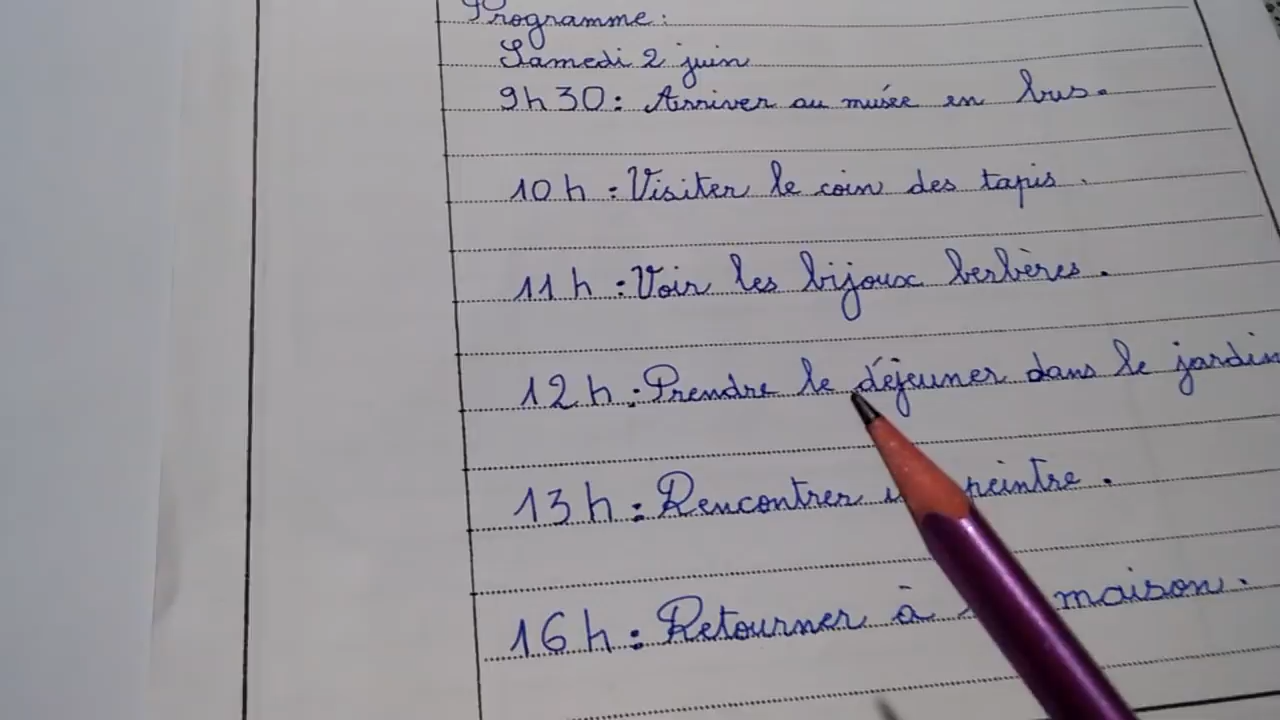 Programme:
Samedi 2 juin
9h30: Arriver au musée en bus.
10h: Visiter le coin des tapis.
11h: Voir les bijoux berbères.
12h: Prendre le déjeuner dans le jardin
13h: Rencontrer peintre.
16h: Retourner à maison.